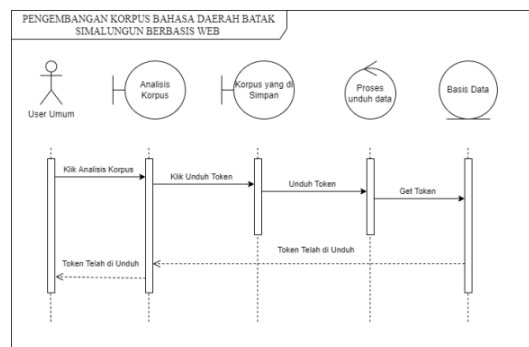 PENGEMBANGAN KORPUS BAHASA DAERAH BATAK
SIMALUNGUN BERBASIS WEB
User Umum
Analisis
Korpus
Korpus yang di
Simpan
Proses
unduh data
Basis Data
Klik Analisis Korpus
Klik Unduh Token
Unduh Token
Get Token
Token Telah di Unduh
Token Telah di Unduh